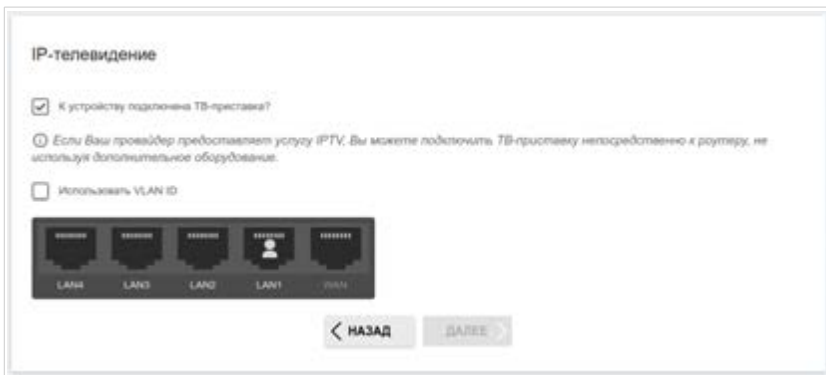 IP-телевидение
К устройству подключена ТВ-приставка?
Если Ваш провайдер предоставляет услугу IPTV, Вы можете подключить ТВ-приставку непосредственно к роутеру, не
используя дополнительное оборудование.
Использовать VLAN ID
LAN4 LAN3 LAN2 LAN1 WAN
НАЗАД ДАЛЕЕ